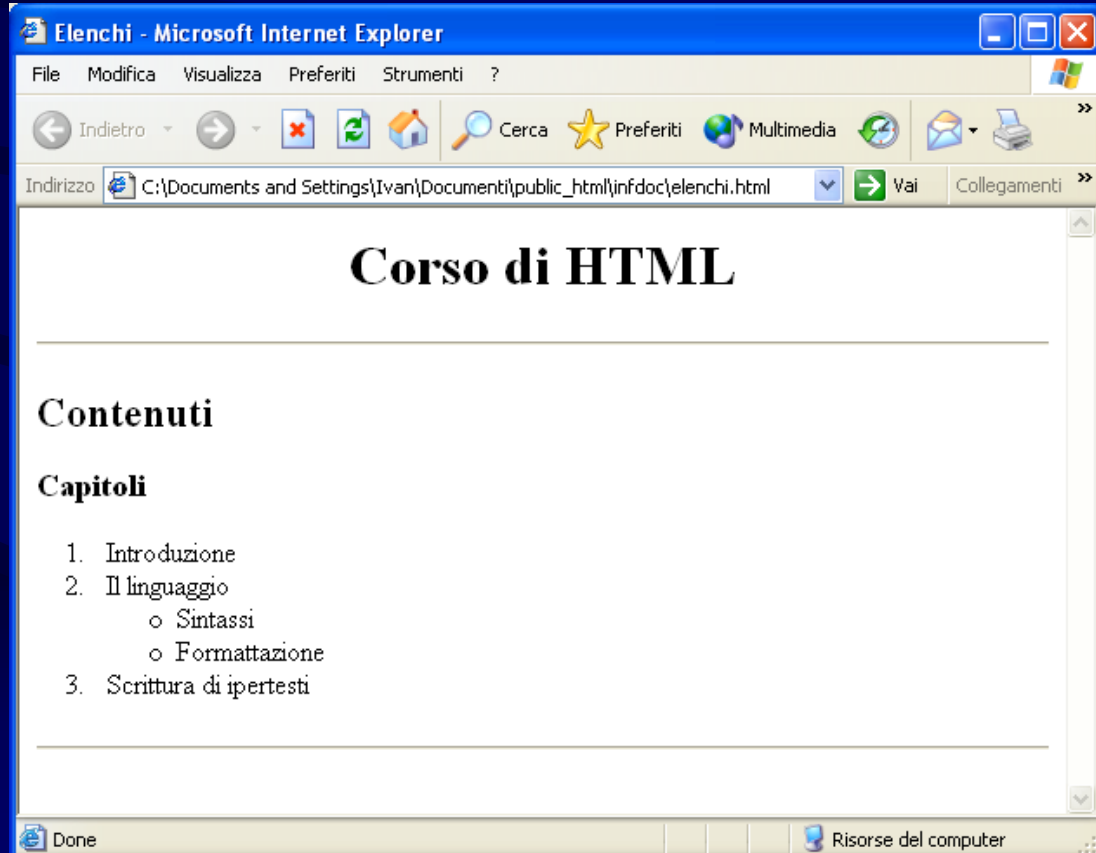 Elenchi - Microsoft Internet Explorer
File Modifica Visualizza Preferiti Strumenti ?
Indietro Cerca Preferiti Multimedia »
Indirizzo C:\Documents and Settings\Ivan\Documenti\public_html\infdoc\elenchi.html Vai Collegamenti »
Corso di HTML
Contenuti
Capitoli
1. Introduzione
2. Il linguaggio
o Sintassi
o Formattazione
3. Scrittura di ipertesti
Done Risorse del computer